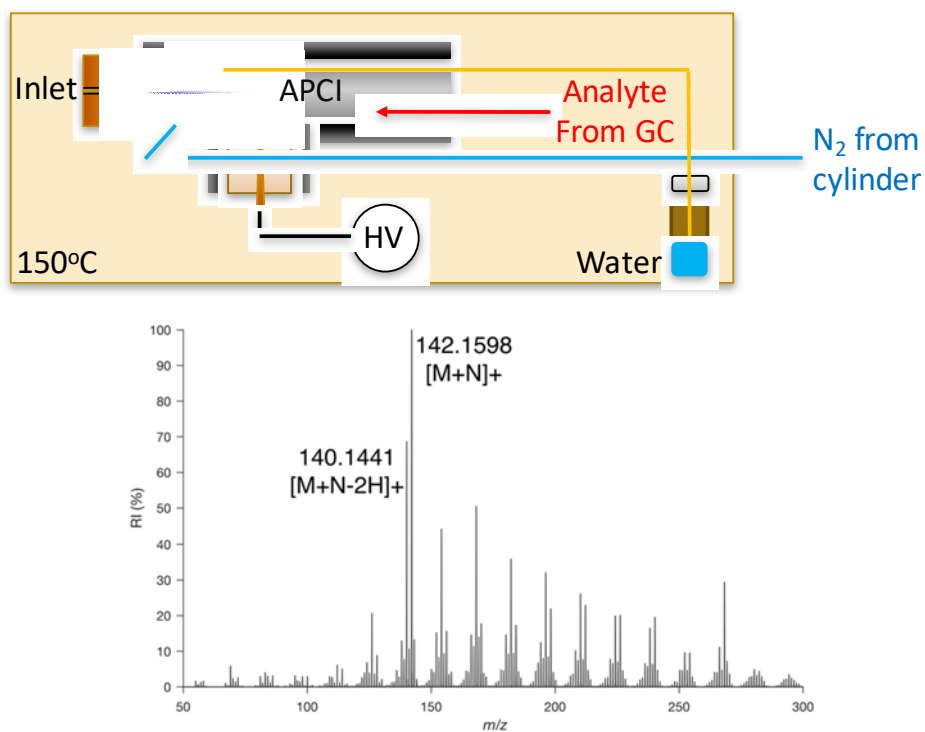 Inlet
APCI
Analyte
From GC
N₂ from
cylinder
HV
150°C
Water
100
90
80
70
60
50
40
30
20
10
0
RI (%)
142.1598
[M+N]+
140.1441
[M+N-2H]+
50
100
150
200
250
300
m/z